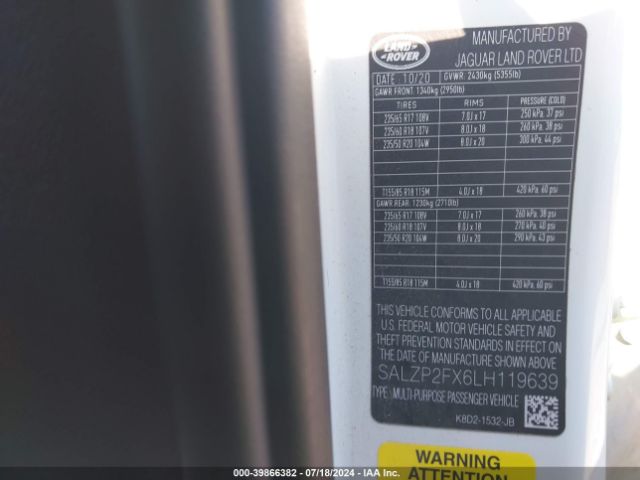 LAND ROVER
MANUFACTURED BY
JAGUAR LAND ROVER LTD
DATE 10/20 GVWR: 2430kg (5355lb)
GAWR FRONT: 1340kg (2950lb)
TIRES RIMS PRESSURE (COLD)
235/65 R17 108V 7.0J x 17 250 kPa, 37 psi
235/60 R18 107V 8.0J x 18 260 kPa, 38 psi
235/50 R20 104W 8.0J x 20 300 kPa, 44 psi
T155/85 R18 115M 4.0J x 18 420 kPa, 60 psi
GAWR REAR: 1230kg (2710lb)
235/65 R17 108V 7.0J x 17 260 kPa, 38 psi
235/60 R18 107V 8.0J x 18 270 kPa, 40 psi
235/50 R20 104W 8.0J x 20 290 kPa, 43 psi
T155/85 R18 115M 4.0J x 18 420 kPa, 60 psi
THIS VEHICLE CONFORMS TO ALL APPLICABLE
U.S. FEDERAL MOTOR VEHICLE SAFETY AND
THEFT PREVENTION STANDARDS IN EFFECT ON
THE DATE OF MANUFACTURE SHOWN ABOVE
SALZP2FX6LH119639
TYPE: MULTI-PURPOSE PASSENGER VEHICLE
K8D2-1532-JB
WARNING
ATTENTION
000-39866382 - 07/18/2024 - IAA Inc.